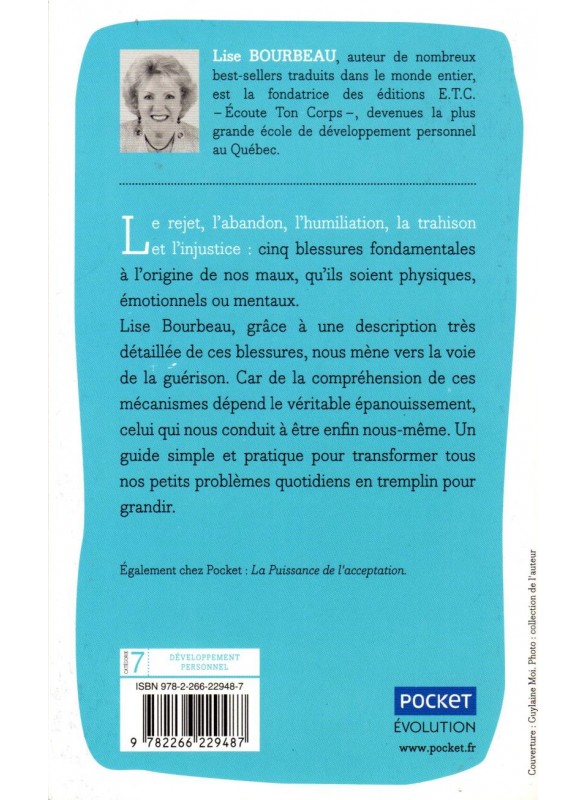 Lise BOURBEAU, auteur de nombreux
best-sellers traduits dans le monde entier,
est la fondatrice des éditions E.T.C.
– Écoute Ton Corps –, devenues la plus
grande école de développement personnel
au Québec.
Le rejet, l'abandon, l'humiliation, la trahison
et l'injustice : cinq blessures fondamentales
à l'origine de nos maux, qu'ils soient physiques,
émotionnels ou mentaux.
Lise Bourbeau, grâce à une description très
détaillée de ces blessures, nous mène vers la voie
de la guérison. Car de la compréhension de ces
mécanismes dépend le véritable épanouissement,
celui qui nous conduit à être enfin nous-même. Un
guide simple et pratique pour transformer tous
nos petits problèmes quotidiens en tremplin pour
grandir.
Également chez Pocket : La Puissance de l'acceptation.
CATÉGORIE 7
DÉVELOPPEMENT
PERSONNEL
ISBN 978-2-266-22948-7
9 782266 229487
POCKET
ÉVOLUTION
www.pocket.fr
Couverture : Guylaine Moi. Photo : collection de l'auteur